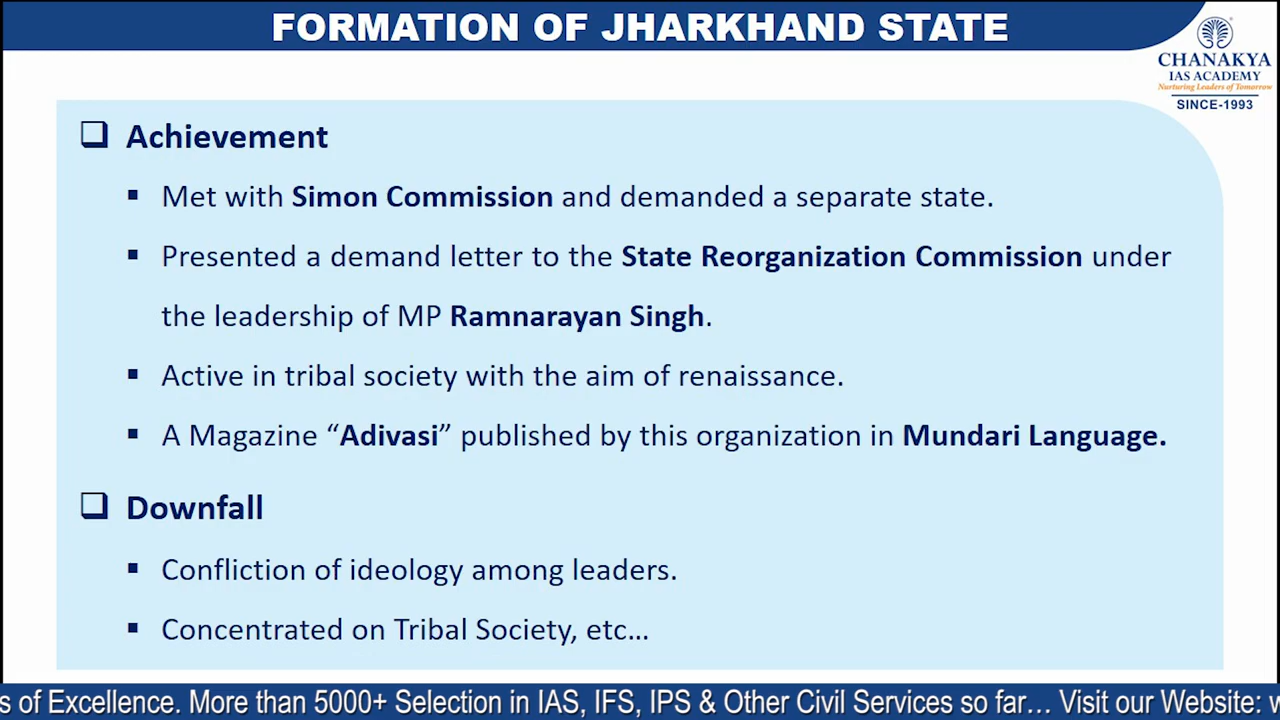 FORMATION OF JHARKHAND STATE
CHANAKYA
IAS ACADEMY
Nurturing Leaders of Tomorrow
SINCE-1993
❑ Achievement
▪ Met with Simon Commission and demanded a separate state.
▪ Presented a demand letter to the State Reorganization Commission under
the leadership of MP Ramnarayan Singh.
▪ Active in tribal society with the aim of renaissance.
▪ A Magazine “Adivasi” published by this organization in Mundari Language.
❑ Downfall
▪ Confliction of ideology among leaders.
▪ Concentrated on Tribal Society, etc…
s of Excellence. More than 5000+ Selection in IAS, IFS, IPS & Other Civil Services so far... Visit our Website: w